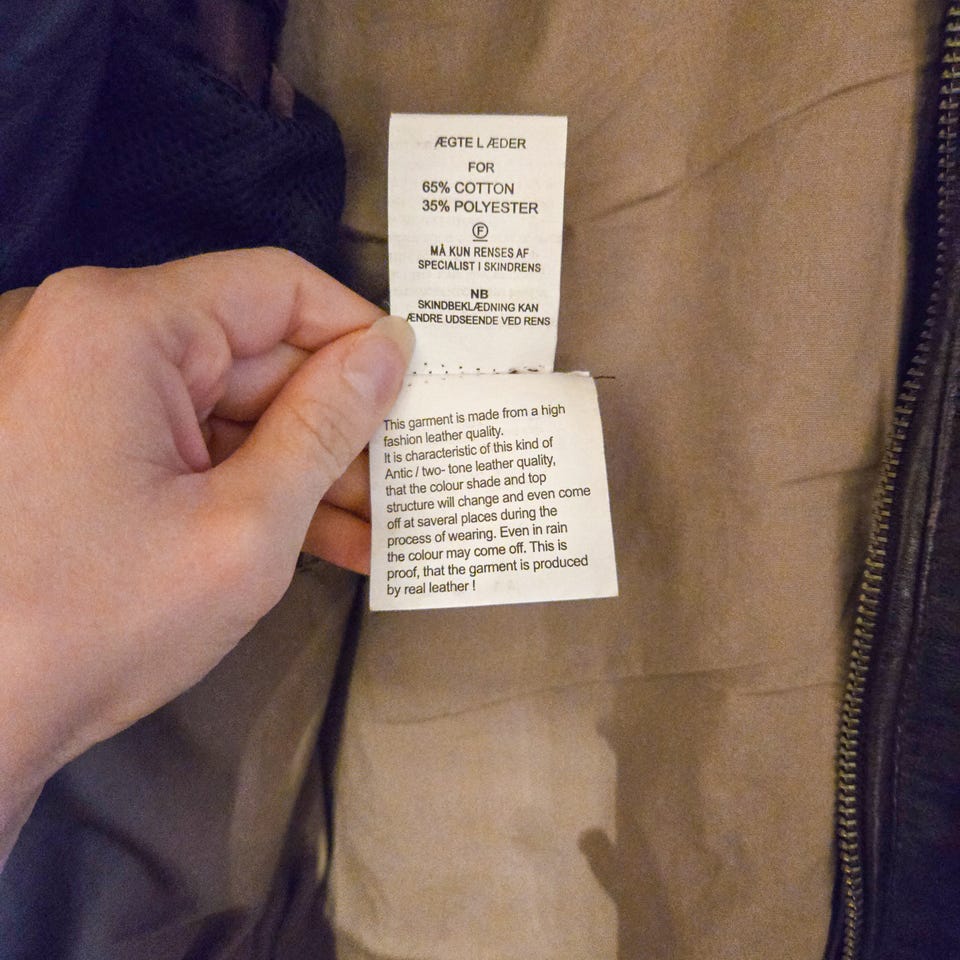 ÆGTE LÆDER
FOR
65% COTTON
35% POLYESTER
F
MÅ KUN RENSES AF
SPECIALIST I SKINDRENS
NB
SKINDBEKLÆDNING KAN
ÆNDRE UDSEENDE VED RENS
This garment is made from a high
fashion leather quality.
It is characteristic of this kind of
Antic / two- tone leather quality,
that the colour shade and top
structure will change and even come
off at saveral places during the
process of wearing. Even in rain
the colour may come off. This is
proof, that the garment is produced
by real leather !